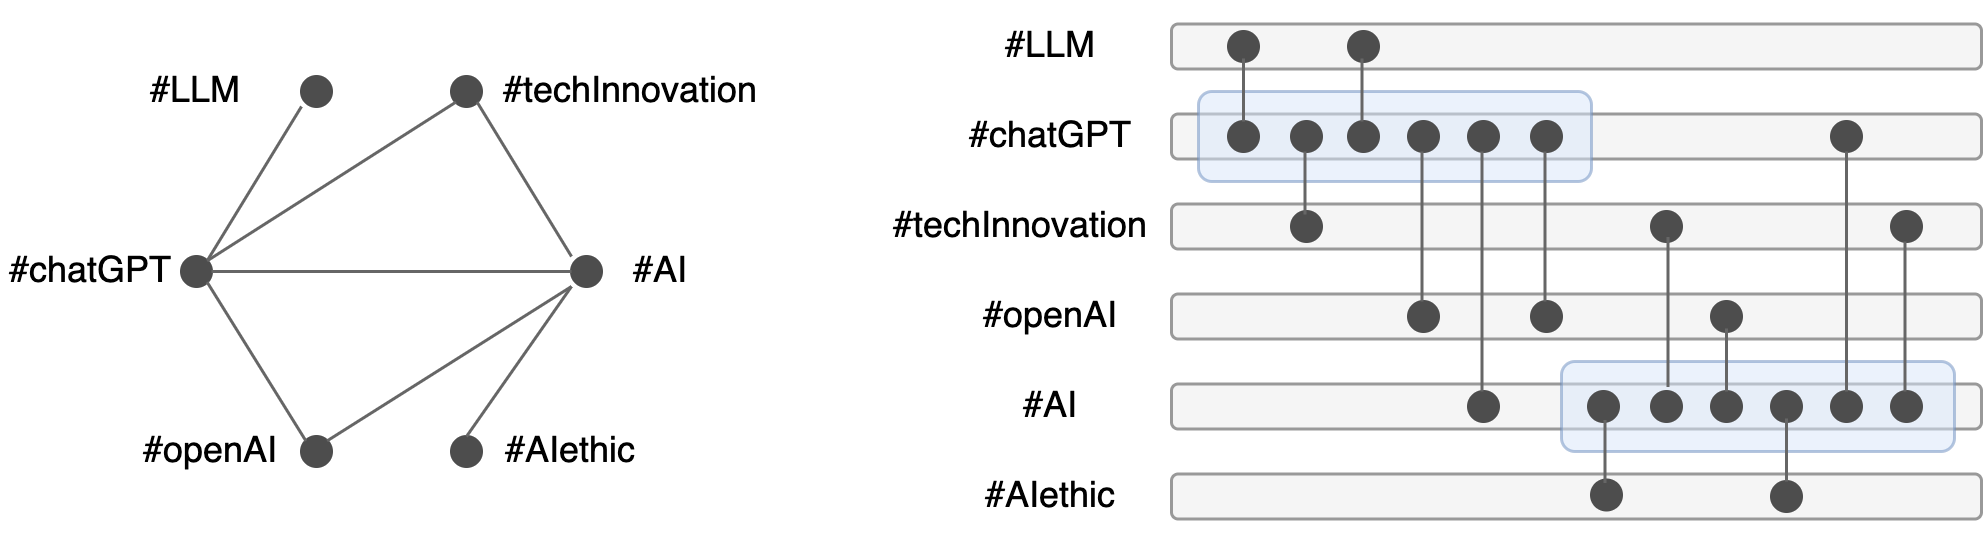 #LLM
#techInnovation
#chatGPT
#AI
#openAI
#AIethic
#LLM
#chatGPT
#techInnovation
#openAI
#AI
#AIethic